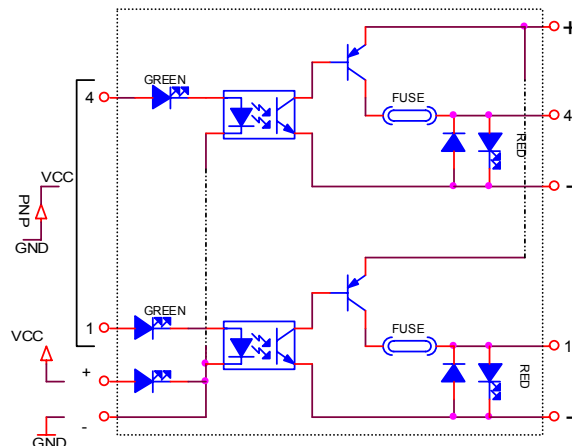 +
GREEN
FUSE
4
4
RED
VCC
PNP
-
GND
GREEN
1
FUSE
1
VCC
+
RED
-
-
GND